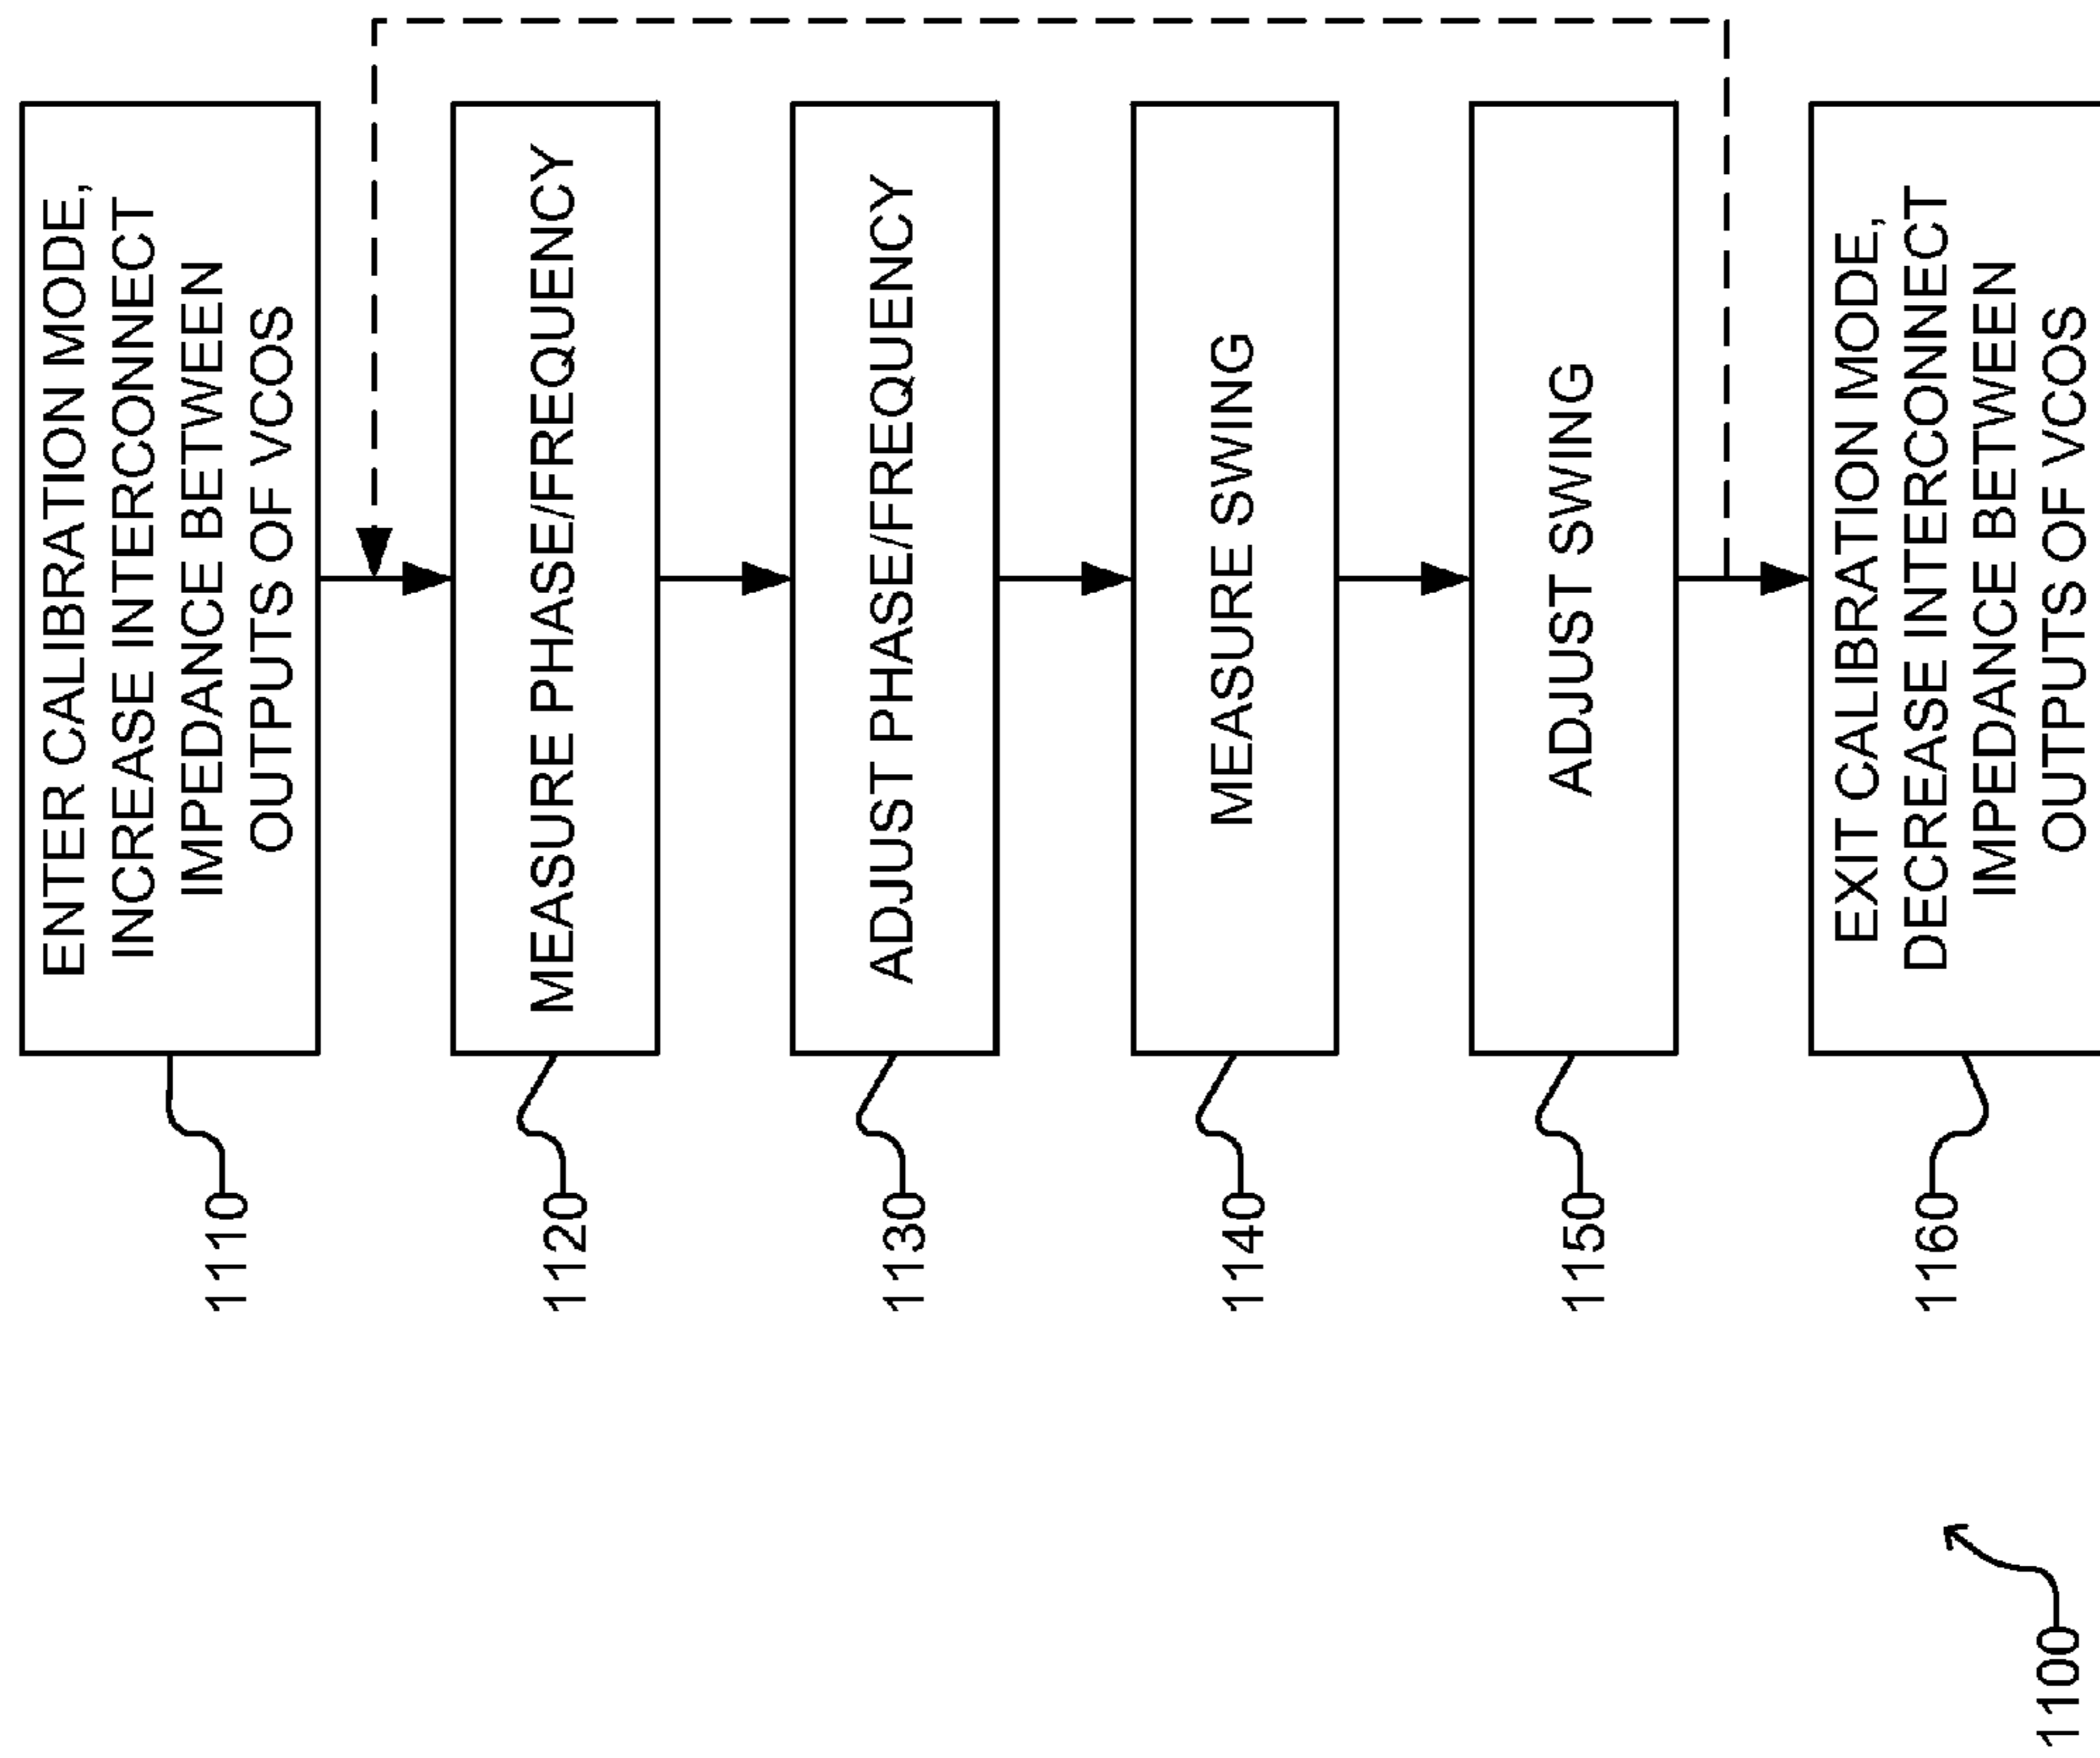 1110
ENTER CALIBRATION MODE,
INCREASE INTERCONNECT
IMPEDANCE BETWEEN
OUTPUTS OF VCOS
1120
MEASURE PHASE/FREQUENCY
1130
ADJUST PHASE/FREQUENCY
1140
MEASURE SWING
1150
ADJUST SWING
1160
EXIT CALIBRATION MODE,
DECREASE INTERCONNECT
IMPEDANCE BETWEEN
OUTPUTS OF VCOS
1100